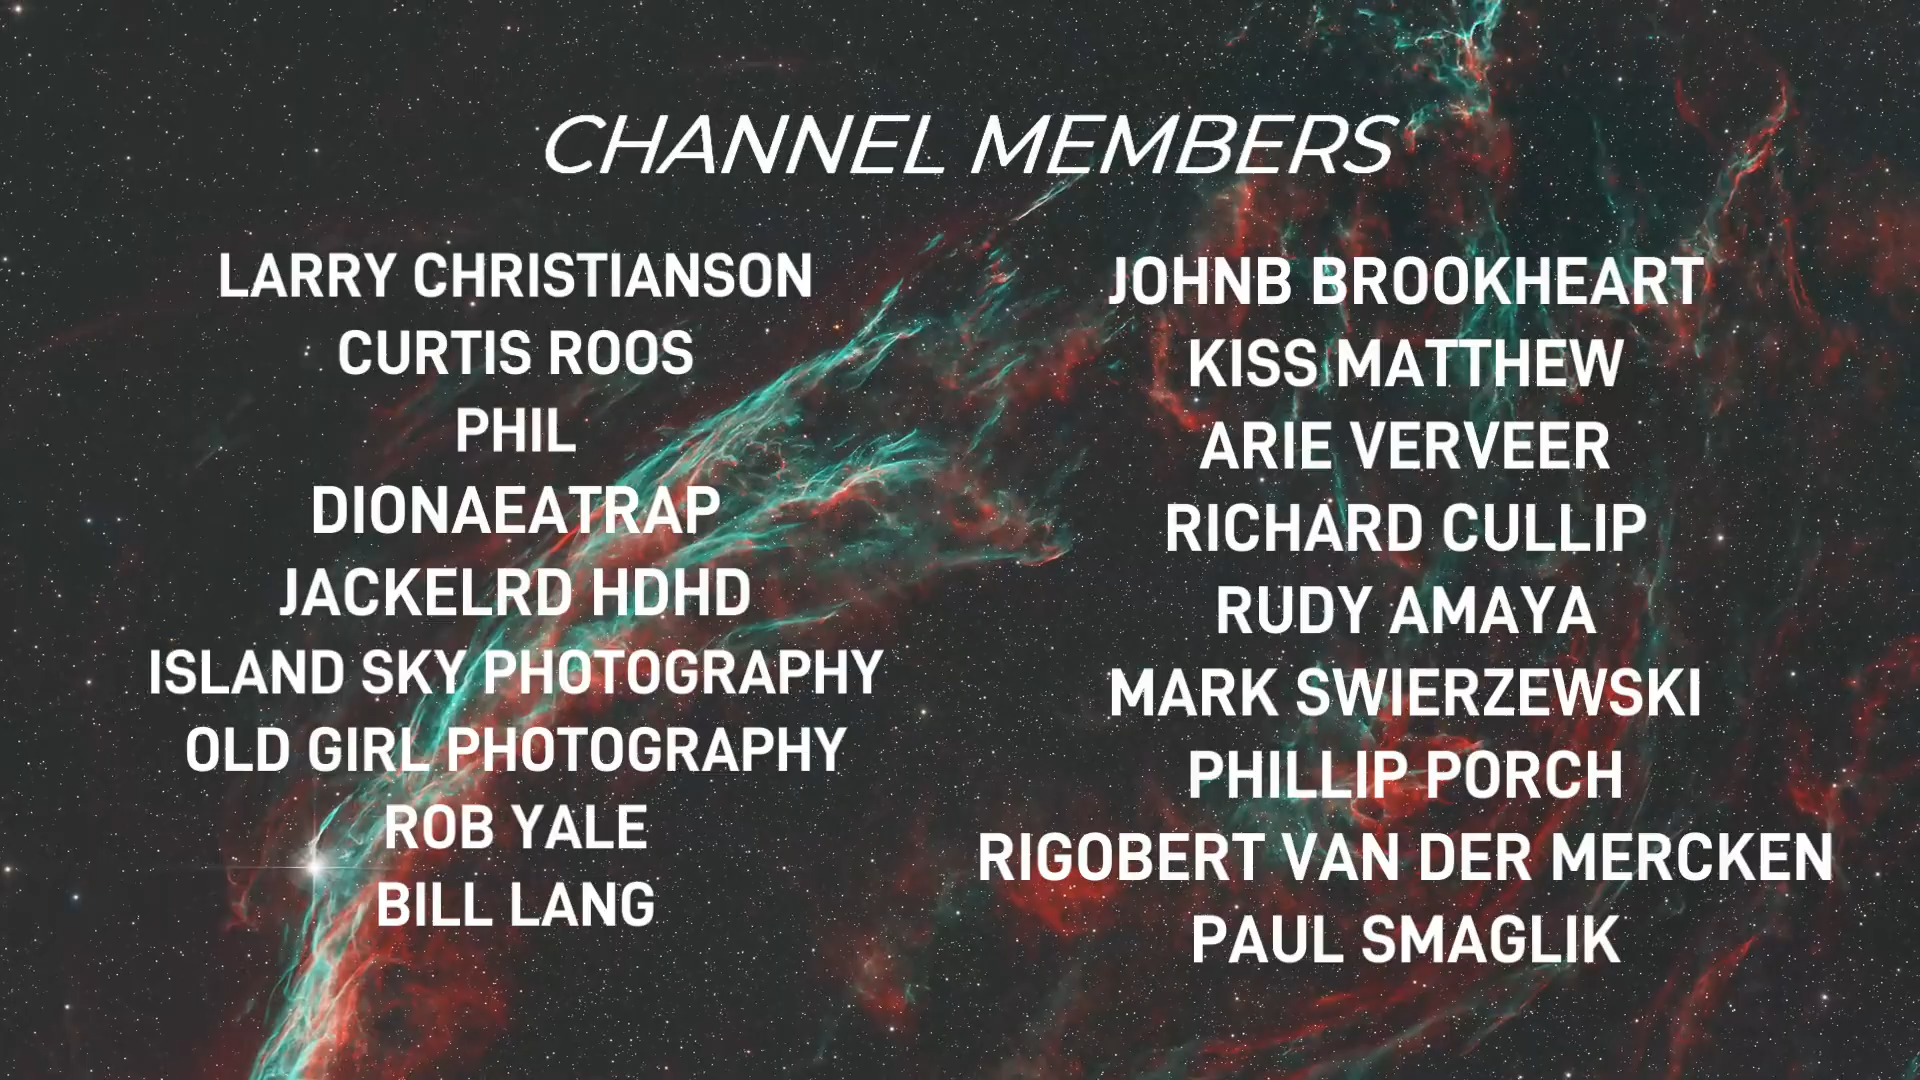 CHANNEL MEMBERS
LARRY CHRISTIANSON
CURTIS ROOS
PHIL
DIONAEATRAP
JACKELRD HDHD
ISLAND SKY PHOTOGRAPHY
OLD GIRL PHOTOGRAPHY
ROB YALE
BILL LANG
JOHNB BROOKHEART
KISS MATTHEW
ARIE VERVEER
RICHARD CULLIP
RUDY AMAYA
MARK SWIERZEWSKI
PHILLIP PORCH
RIGOBERT VAN DER MERCKEN
PAUL SMAGLIK